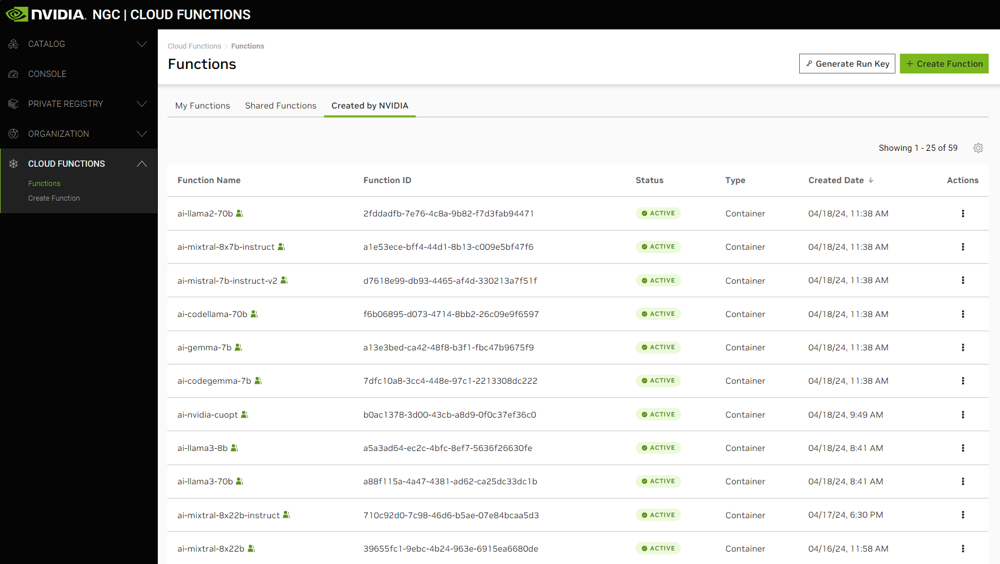 NVIDIA. NGC | CLOUD FUNCTIONS
CATALOG
CONSOLE
PRIVATE REGISTRY
ORGANIZATION
CLOUD FUNCTIONS
Functions
Create Function
Cloud Functions > Functions
Functions
Generate Run Key
+ Create Function
My Functions Shared Functions Created by NVIDIA
Showing 1 - 25 of 59
Function Name Function ID Status Type Created Date ↓ Actions
ai-llama2-70b 2fddadfb-7e76-4c8a-9b82-f7d3fab94471 ACTIVE Container 04/18/24, 11:38 AM
ai-mixtral-8x7b-instruct a1e53ece-bff4-44d1-8b13-c009e5bf47f6 ACTIVE Container 04/18/24, 11:38 AM
ai-mistral-7b-instruct-v2 d7618e99-db93-4465-af4d-330213a7f51f ACTIVE Container 04/18/24, 11:38 AM
ai-codellama-70b f6b06895-d073-4714-8bb2-26c09e9f6597 ACTIVE Container 04/18/24, 11:38 AM
ai-gemma-7b a13e3bed-ca42-48f8-b3f1-fbc47b9675f9 ACTIVE Container 04/18/24, 11:38 AM
ai-codegemma-7b 7dfc10a8-3cc4-448e-97c1-2213308dc222 ACTIVE Container 04/18/24, 11:38 AM
ai-nvidia-cuopt b0ac1378-3d00-43cb-a8d9-0f0c37ef36c0 ACTIVE Container 04/18/24, 9:49 AM
ai-llama3-8b a5a3ad64-ec2c-4bfc-8ef7-5636f26630fe ACTIVE Container 04/18/24, 8:41 AM
ai-llama3-70b a88f115a-4a47-4381-ad62-ca25dc33dc1b ACTIVE Container 04/18/24, 8:41 AM
ai-mixtral-8x22b-instruct 710c92d0-7c98-46d6-b5ae-07e84bcaa5d3 ACTIVE Container 04/17/24, 6:30 PM
ai-mixtral-8x22b 39655fc1-9ebc-4b24-963e-6915ea6680de ACTIVE Container 04/16/24, 11:58 AM